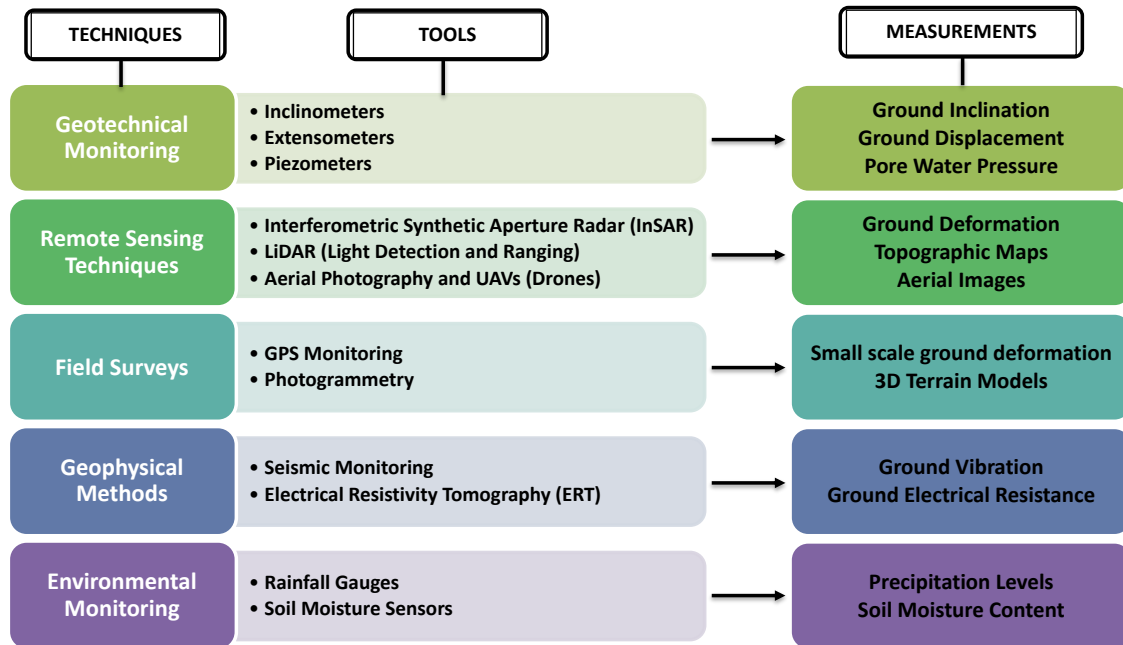 TECHNIQUES
TOOLS
MEASUREMENTS
Geotechnical
Monitoring
• Inclinometers
• Extensometers
• Piezometers
Ground Inclination
Ground Displacement
Pore Water Pressure
Remote Sensing
Techniques
• Interferometric Synthetic Aperture Radar (InSAR)
• LiDAR (Light Detection and Ranging)
• Aerial Photography and UAVs (Drones)
Ground Deformation
Topographic Maps
Aerial Images
Field Surveys
• GPS Monitoring
• Photogrammetry
Small scale ground deformation
3D Terrain Models
Geophysical
Methods
• Seismic Monitoring
• Electrical Resistivity Tomography (ERT)
Ground Vibration
Ground Electrical Resistance
Environmental
Monitoring
• Rainfall Gauges
• Soil Moisture Sensors
Precipitation Levels
Soil Moisture Content